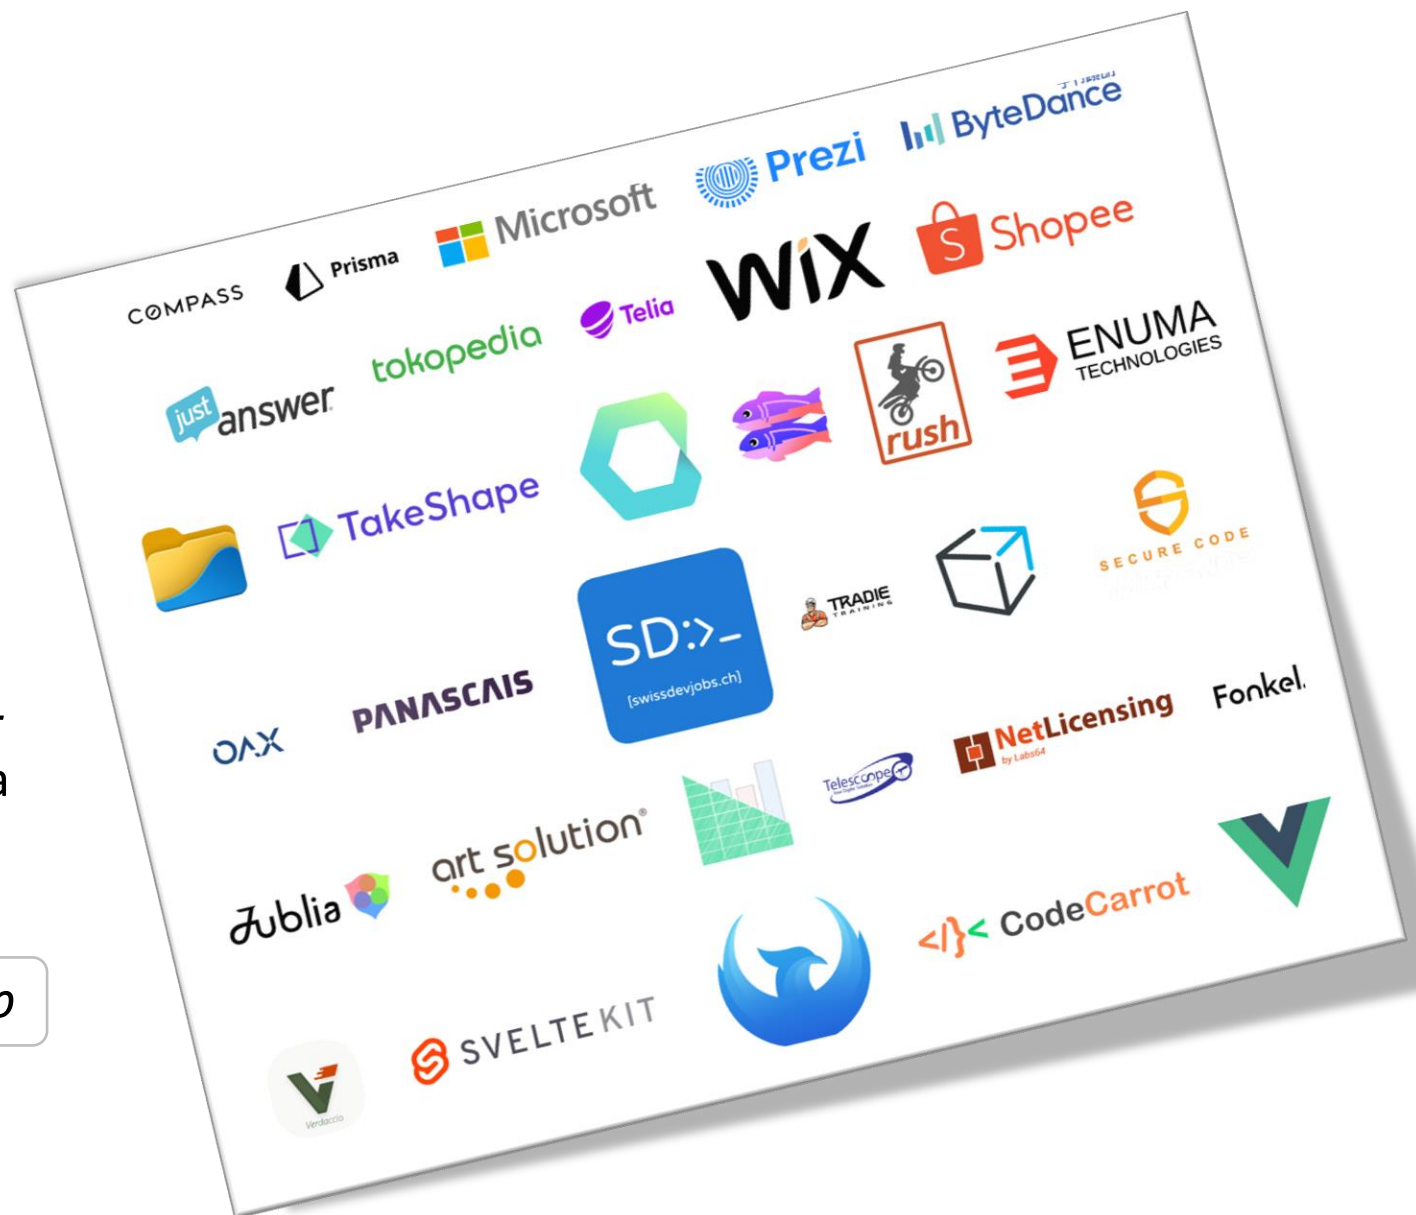 ByteDance
Prezi
Microsoft
Prisma
COMPASS
Shopee
S
WiX
Telia
tokopedia
just
answer
ENUMA
TECHNOLOGIES
rush
TakeShape
SECURE CODE
TRADIE
TRAINING
SD:>_
[swissdevjobs.ch]
PANASCAIS
OAX
Fonkel.
NetLicensing
by Labs64
Telescope
art solution®
Jublia
</}< CodeCarrot
SVELTEKIT
Verdaccio
a
o